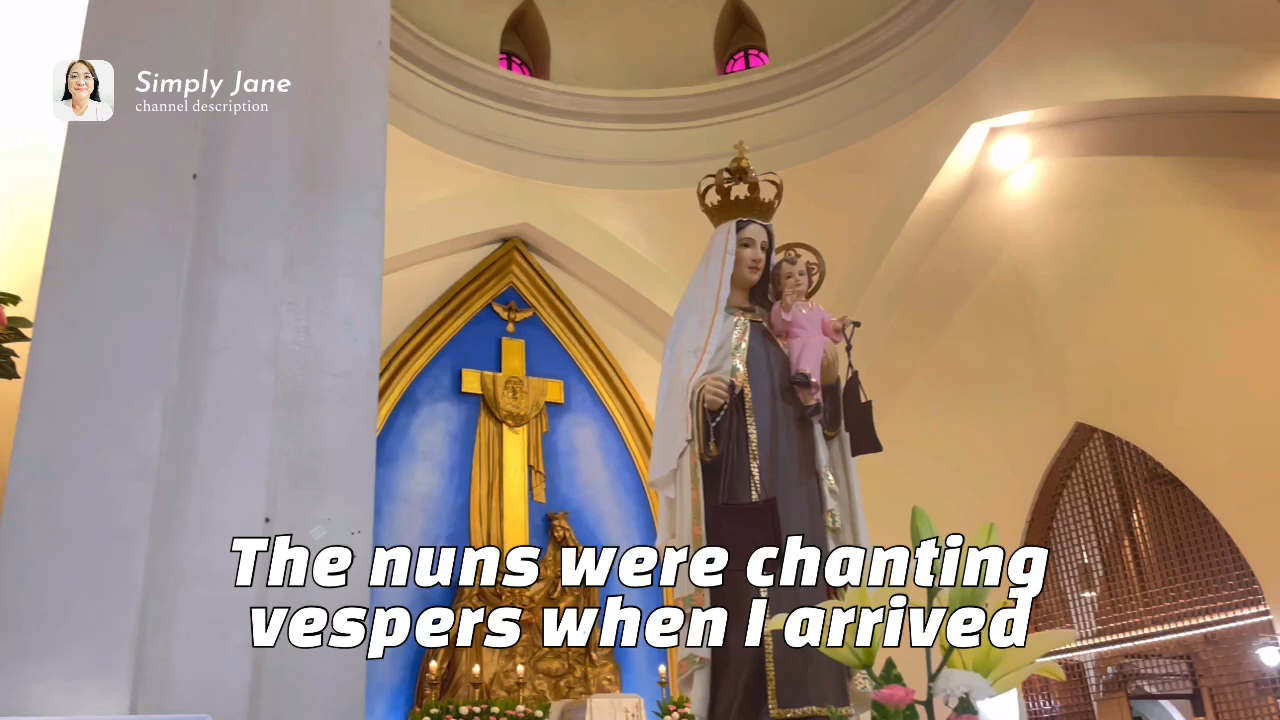 Simply Jane
channel description
The nuns were chanting
vespers when I arrived